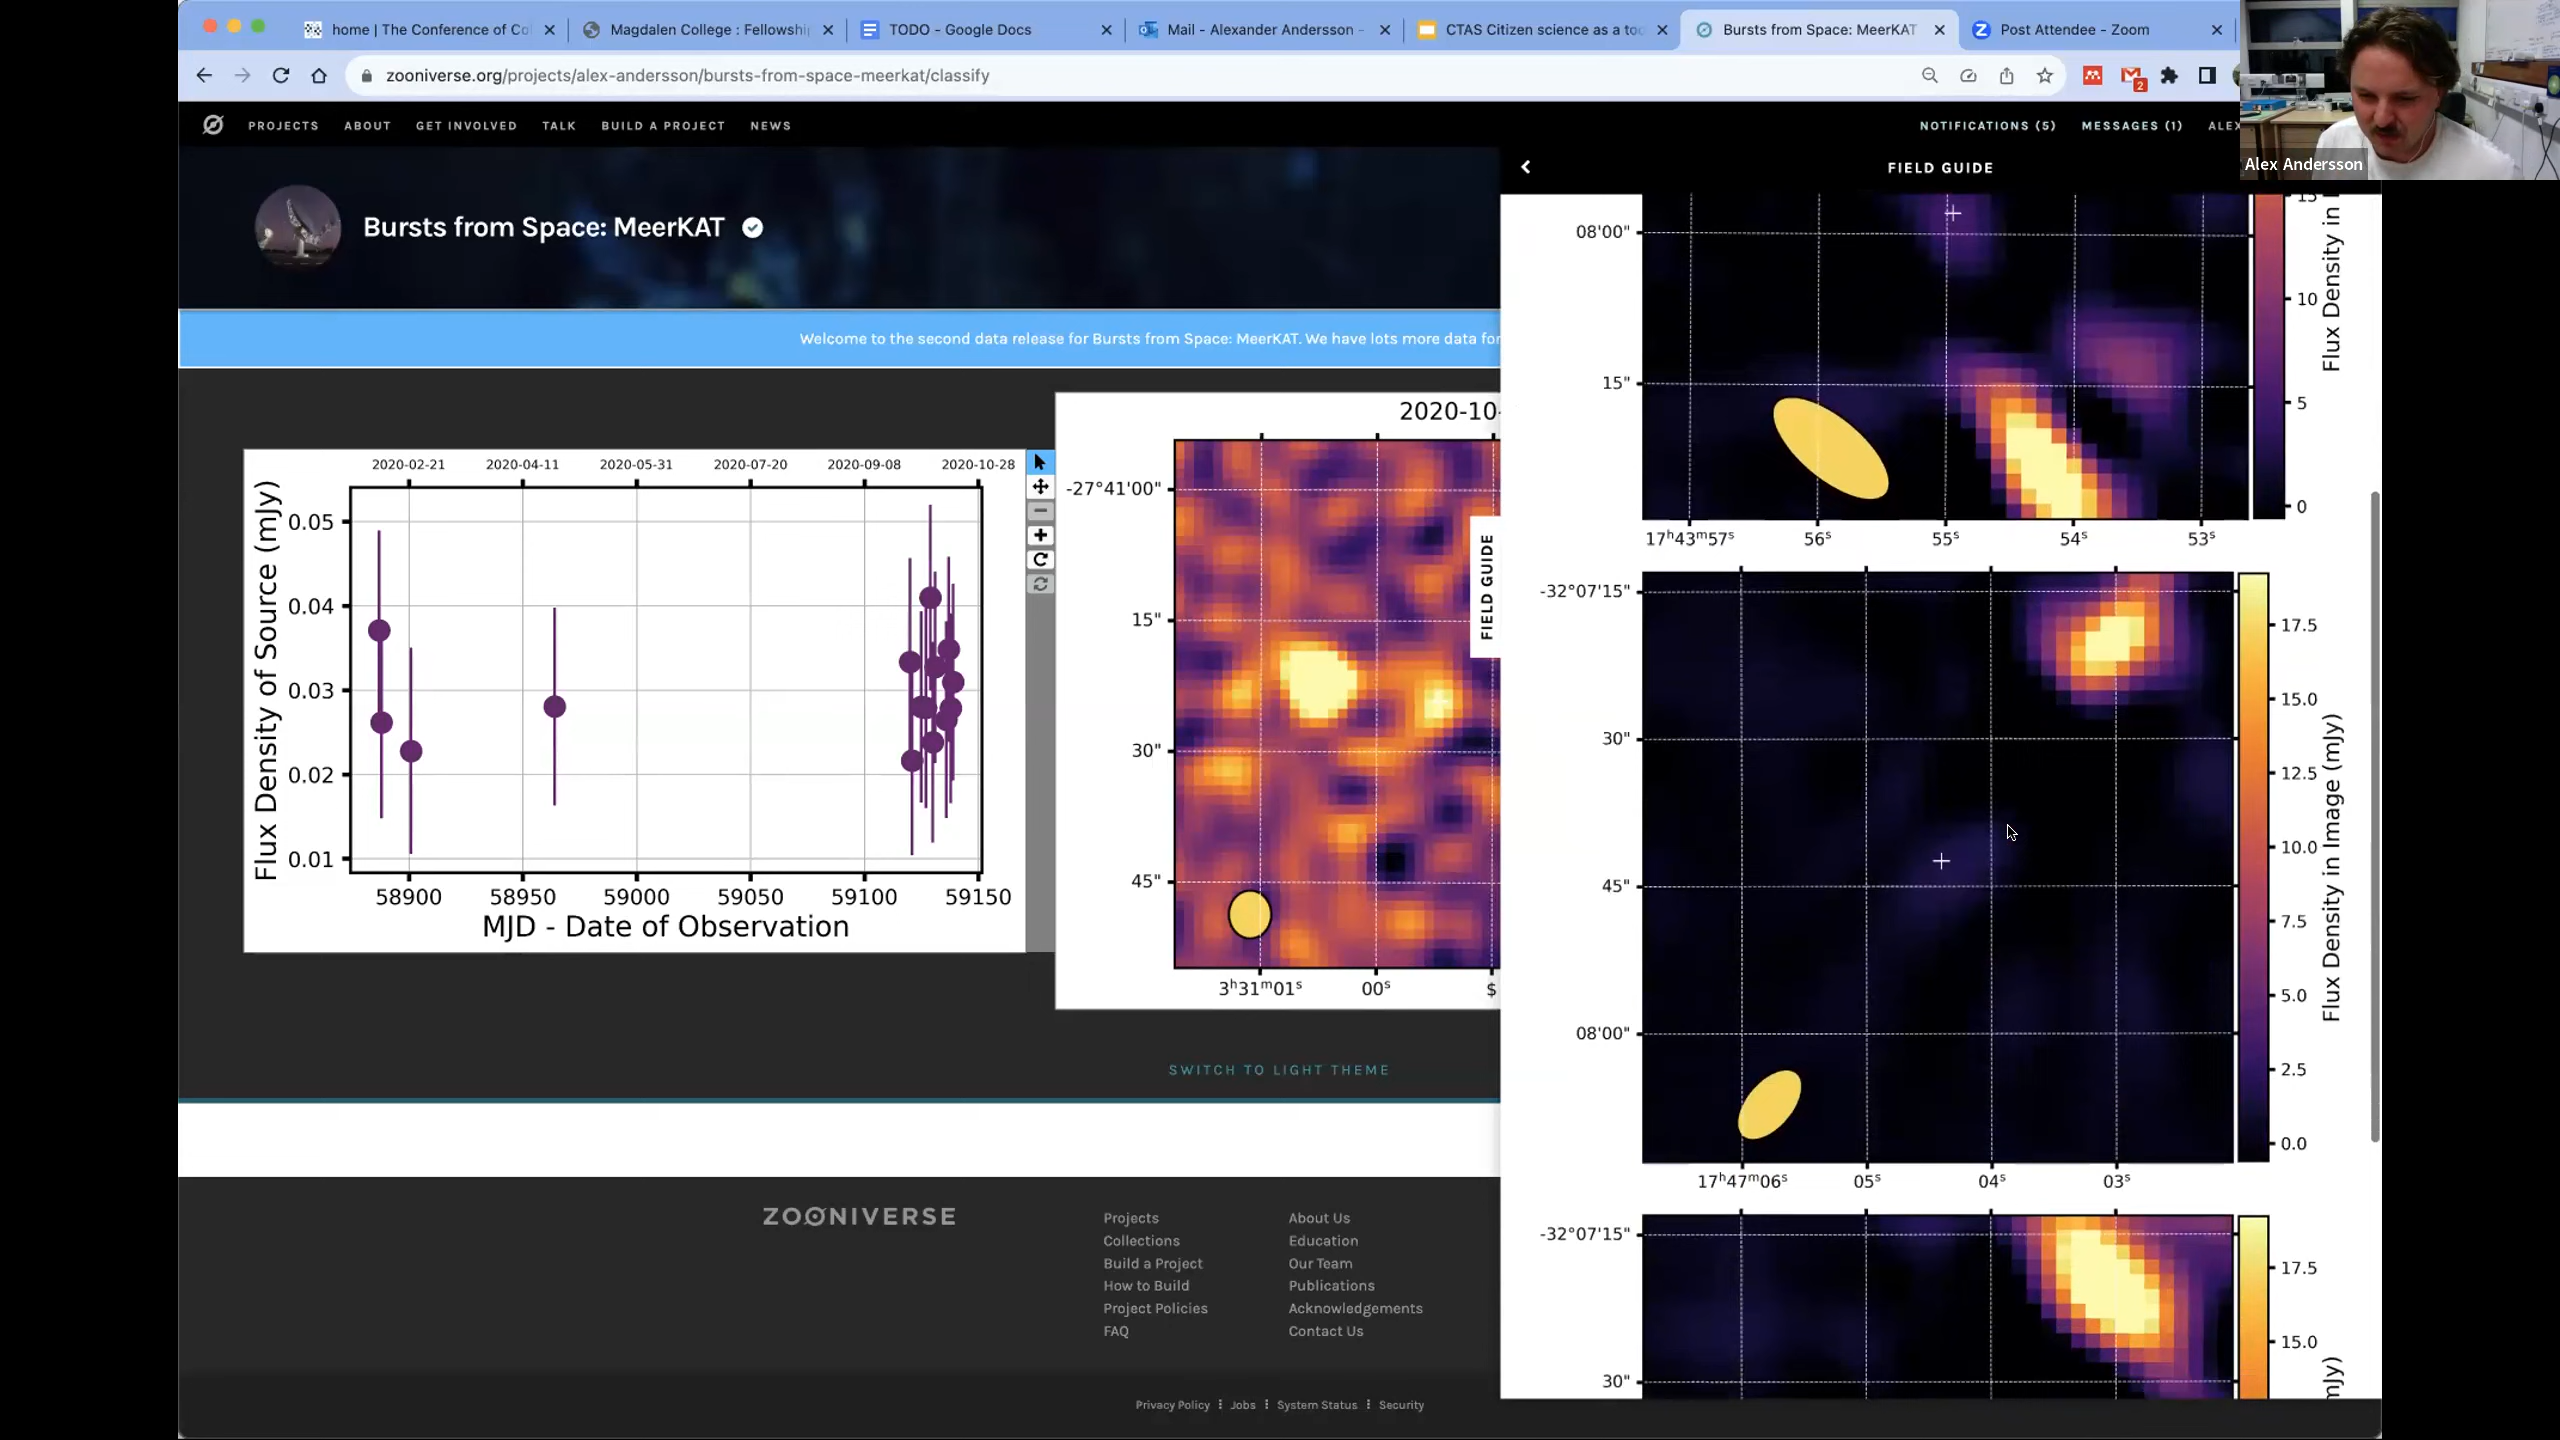 home | The Conference of Co
Magdalen College : Fellowshi
TODO - Google Docs
Mail - Alexander Andersson -
CTAS Citizen science as a too
Bursts from Space: MeerKAT
Post Attendee - Zoom
zooniverse.org/projects/alex-andersson/bursts-from-space-meerkat/classify
2
PROJECTS
ABOUT
GET INVOLVED
TALK
BUILD A PROJECT
NEWS
NOTIFICATIONS (5)
MESSAGES (1)
ALEX
Alex Andersson
FIELD GUIDE
Bursts from Space: MeerKAT
Welcome to the second data release for Bursts from Space: MeerKAT. We have lots more data for
2020-02-21 2020-04-11 2020-05-31 2020-07-20 2020-09-08 2020-10-28
Flux Density of Source (mJy)
0.05
0.04
0.03
0.02
0.01
58900 58950 59000 59050 59100 59150
MJD - Date of Observation
2020-10-
-27°41'00"
15"
30"
45"
3ʰ31ᵐ01ˢ 00ˢ
FIELD GUIDE
08'00"
15"
17ʰ43ᵐ57ˢ 56ˢ 55ˢ 54ˢ 53ˢ
15
10
5
0
Flux Density in
-32°07'15"
30"
45"
08'00"
17ʰ47ᵐ06ˢ 05ˢ 04ˢ 03ˢ
17.5
15.0
12.5
10.0
7.5
5.0
2.5
0.0
Flux Density in Image (mJy)
-32°07'15"
30"
17.5
15.0
mJy)
SWITCH TO LIGHT THEME
ZOONIVERSE
Projects
Collections
Build a Project
How to Build
Project Policies
FAQ
About Us
Education
Our Team
Publications
Acknowledgements
Contact Us
Privacy Policy
Jobs
System Status
Security